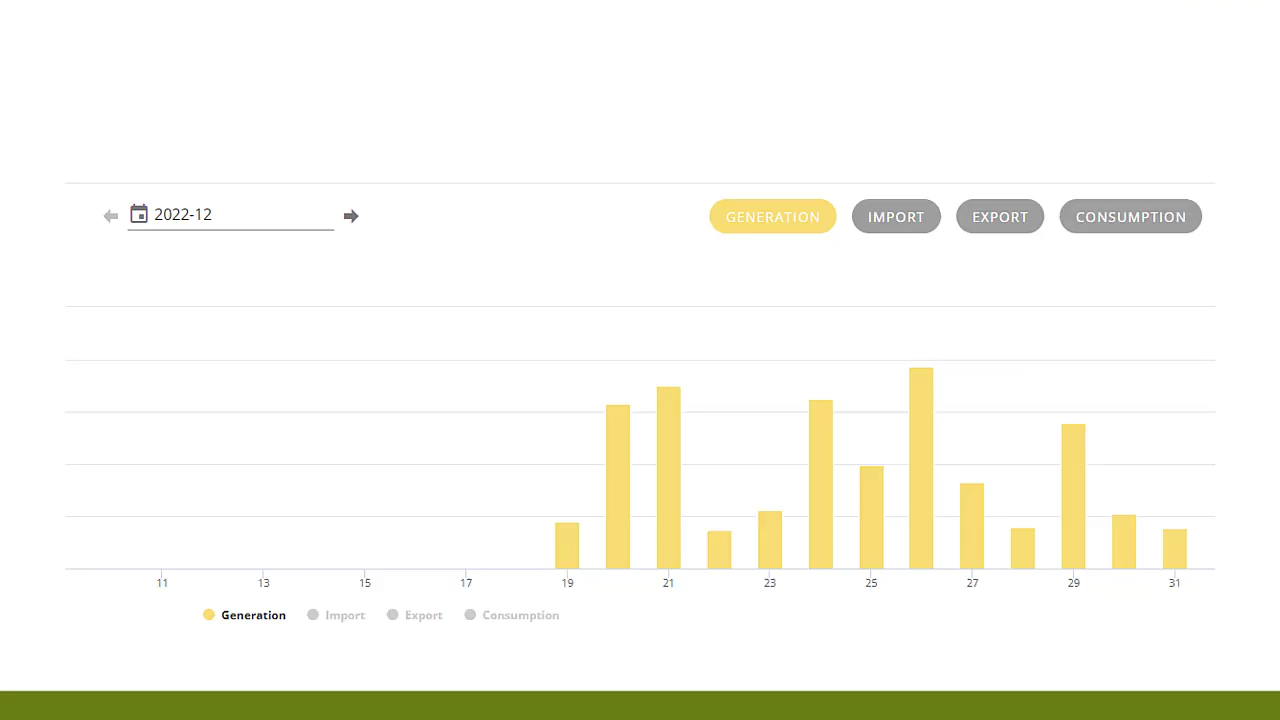 2022-12
GENERATION IMPORT EXPORT CONSUMPTION
11 13 15 17 19 21 23 25 27 29 31
Generation Import Export Consumption